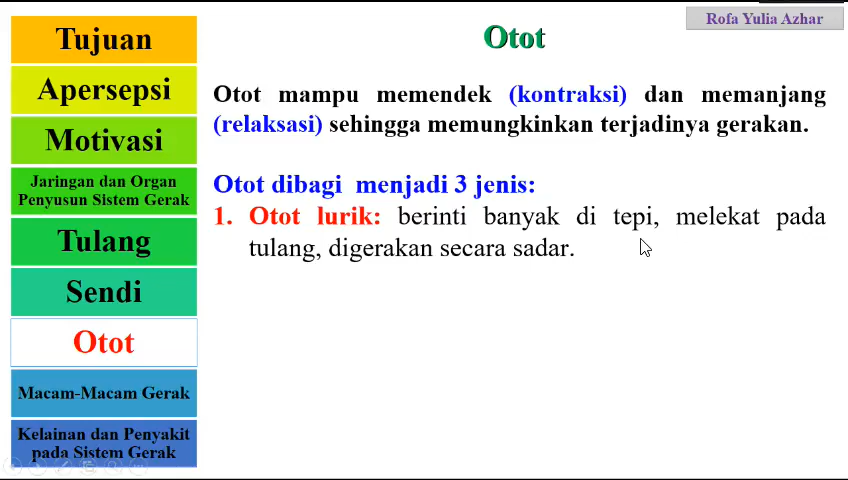 Rofa Yulia Azhar
Tujuan
Apersepsi
Motivasi
Jaringan dan Organ
Penyusun Sistem Gerak
Tulang
Sendi
Otot
Macam-Macam Gerak
Kelainan dan Penyakit
pada Sistem Gerak
Otot
Otot mampu memendek (kontraksi) dan memanjang
(relaksasi) sehingga memungkinkan terjadinya gerakan.
Otot dibagi menjadi 3 jenis:
1. Otot lurik: berinti banyak di tepi, melekat pada
tulang, digerakan secara sadar.